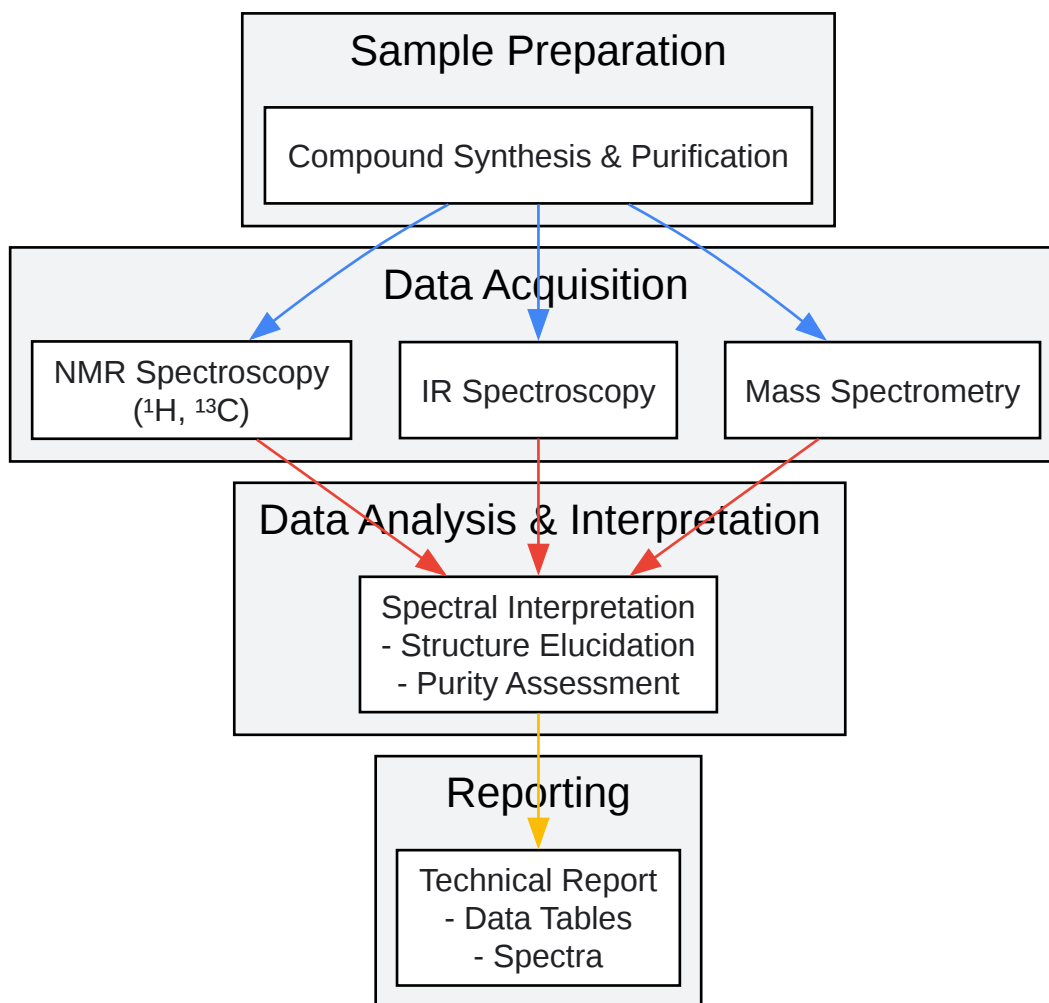 Sample Preparation
Compound Synthesis & Purification
Data Acquisition
NMR Spectroscopy
(¹H, ¹³C)
IR Spectroscopy
Mass Spectrometry
Data Analysis & Interpretation
Spectral Interpretation
- Structure Elucidation
- Purity Assessment
Reporting
Technical Report
- Data Tables
- Spectra